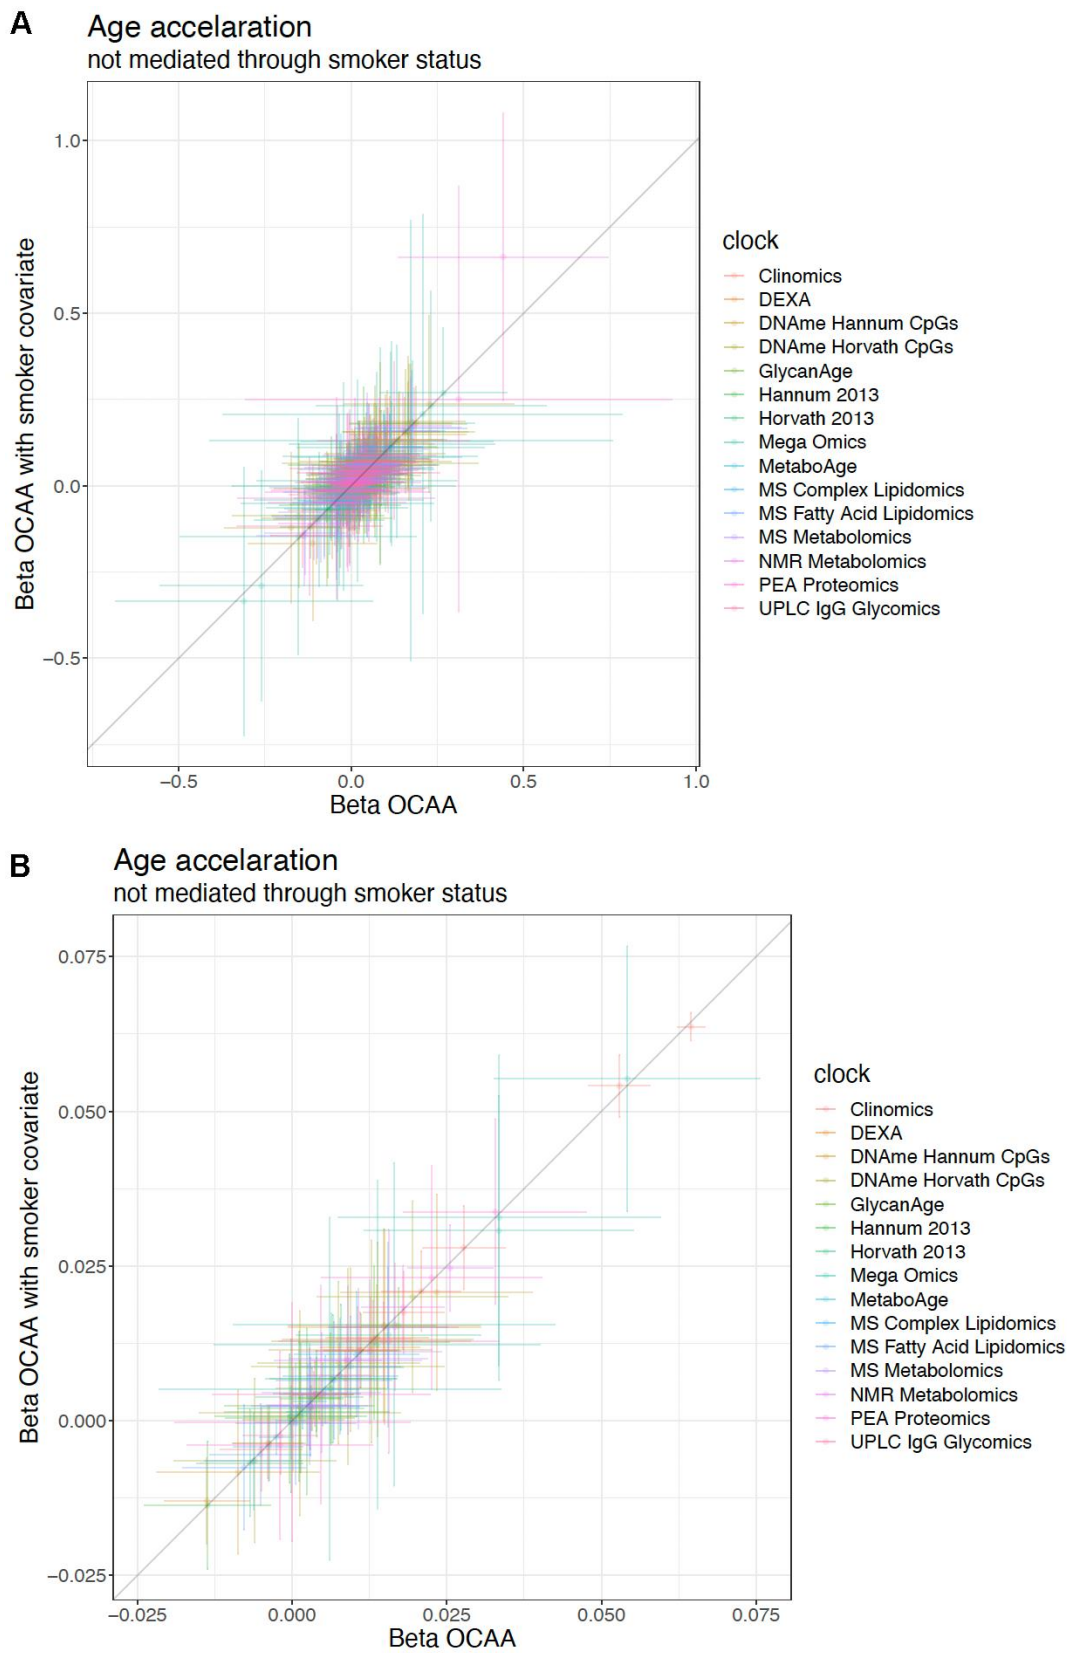 A
Age accelaration
not mediated through smoker status
1.0
0.5
0.0
−0.5
−0.5
0.0
0.5
1.0
Beta OCAA with smoker covariate
Beta OCAA
clock
Clinomics
DEXA
DNAme Hannum CpGs
DNAme Horvath CpGs
GlycanAge
Hannum 2013
Horvath 2013
Mega Omics
MetaboAge
MS Complex Lipidomics
MS Fatty Acid Lipidomics
MS Metabolomics
NMR Metabolomics
PEA Proteomics
UPLC IgG Glycomics
B
Age accelaration
not mediated through smoker status
0.075
0.050
0.025
0.000
−0.025
−0.025
0.000
0.025
0.050
0.075
Beta OCAA with smoker covariate
Beta OCAA
clock
Clinomics
DEXA
DNAme Hannum CpGs
DNAme Horvath CpGs
GlycanAge
Hannum 2013
Horvath 2013
Mega Omics
MetaboAge
MS Complex Lipidomics
MS Fatty Acid Lipidomics
MS Metabolomics
NMR Metabolomics
PEA Proteomics
UPLC IgG Glycomics